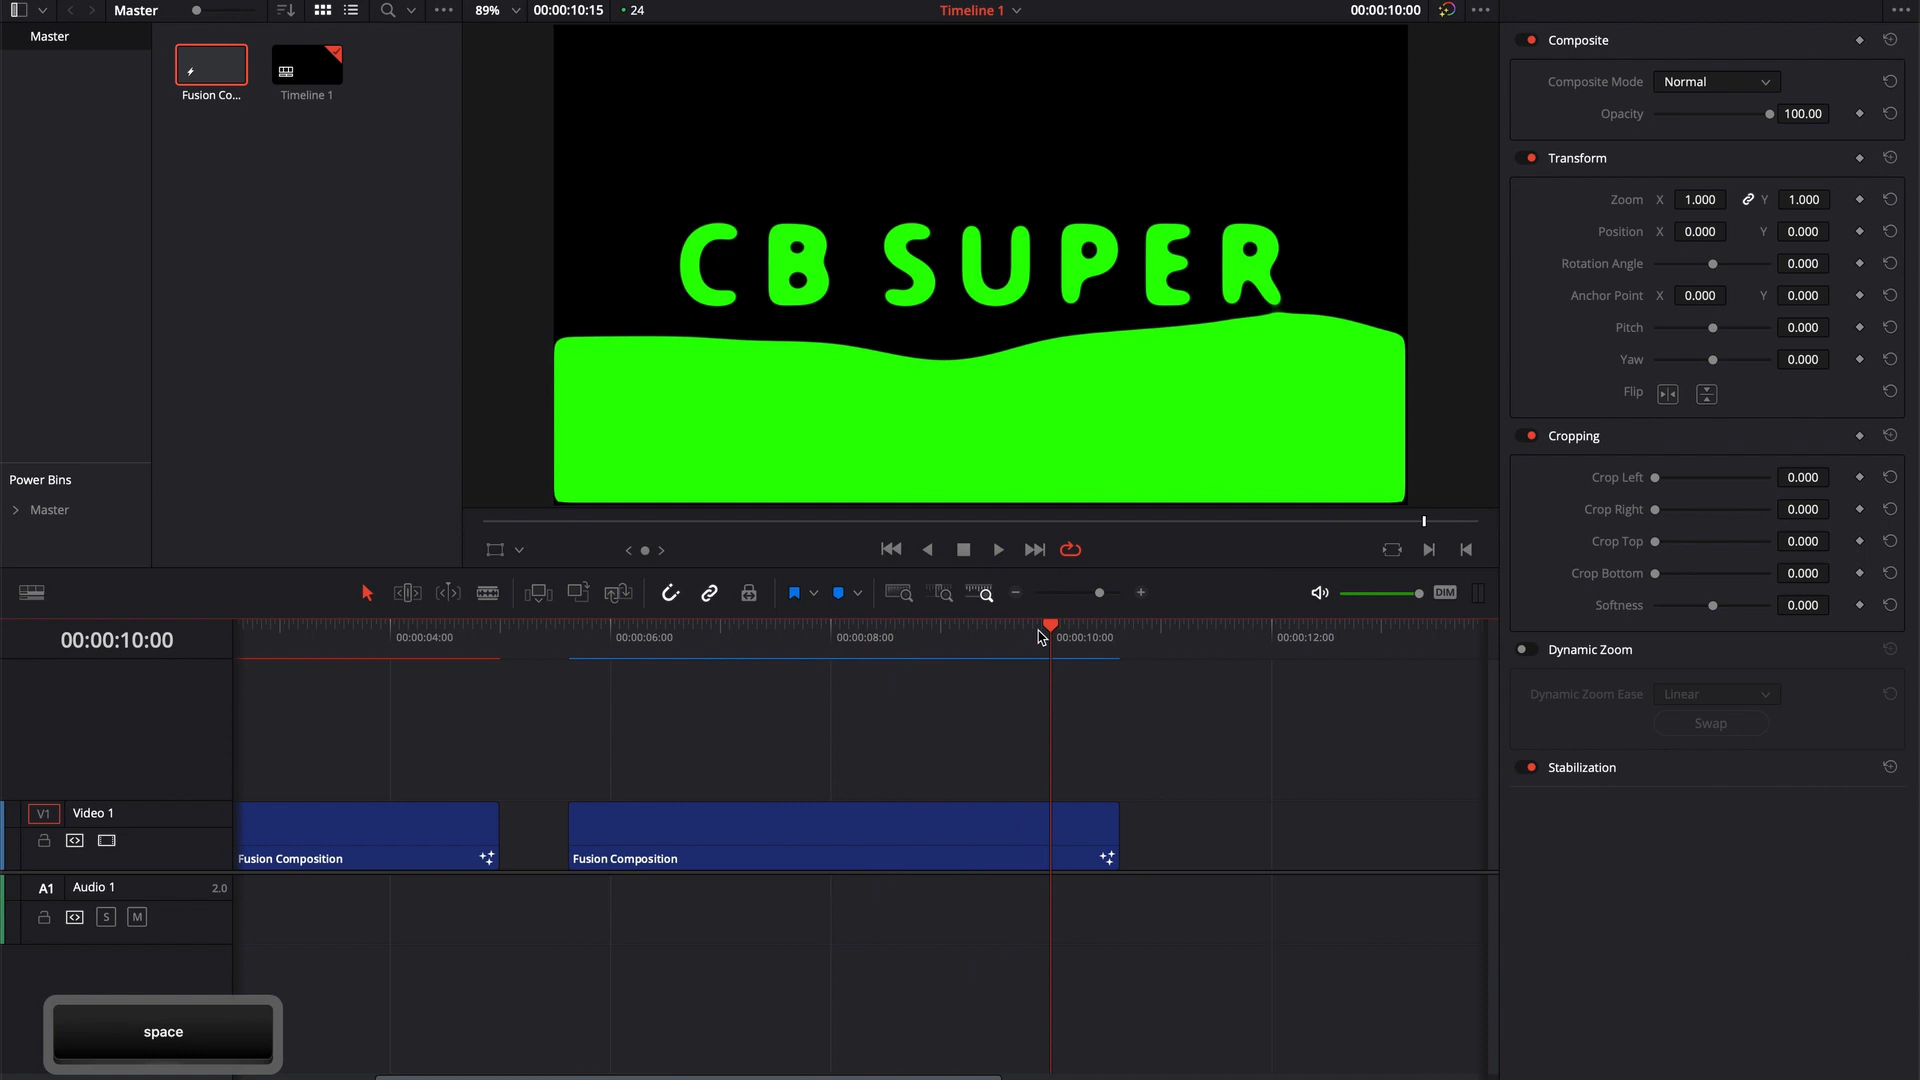 Master
89%
00:00:10:15
24
Timeline 1
00:00:10:00
Master
Fusion Co...
Timeline 1
Power Bins
Master
CB SUPER
Composite
Composite Mode
Normal
Opacity
100.00
Transform
Zoom X 1.000 Y 1.000
Position X 0.000 Y 0.000
Rotation Angle 0.000
Anchor Point X 0.000 Y 0.000
Pitch 0.000
Yaw 0.000
Flip
Cropping
Crop Left 0.000
Crop Right 0.000
Crop Top 0.000
Crop Bottom 0.000
Softness 0.000
Dynamic Zoom
Dynamic Zoom Ease Linear
Swap
Stabilization
DIM
00:00:10:00
00:00:04:00
00:00:06:00
00:00:08:00
00:00:10:00
00:00:12:00
V1 Video 1
Fusion Composition
Fusion Composition
A1 Audio 1 2.0
S M
space